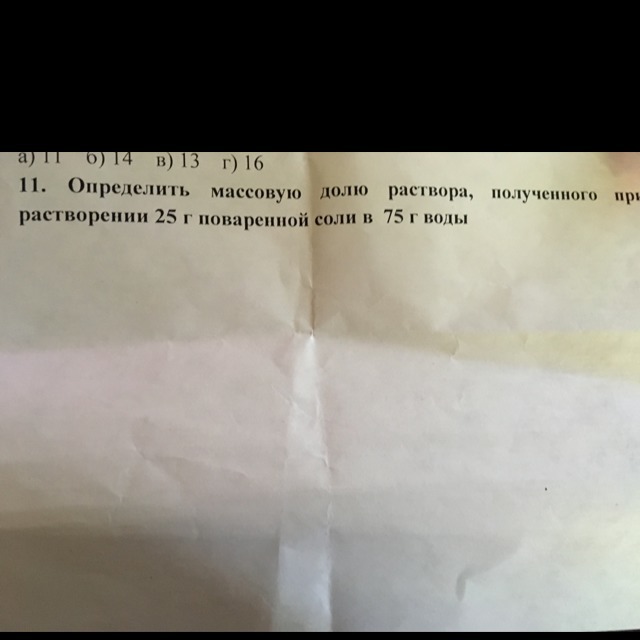 а) 11 б) 14 в) 13 г) 16
11. Определить массовую долю раствора, полученного при
растворении 25 г поваренной соли в 75 г воды